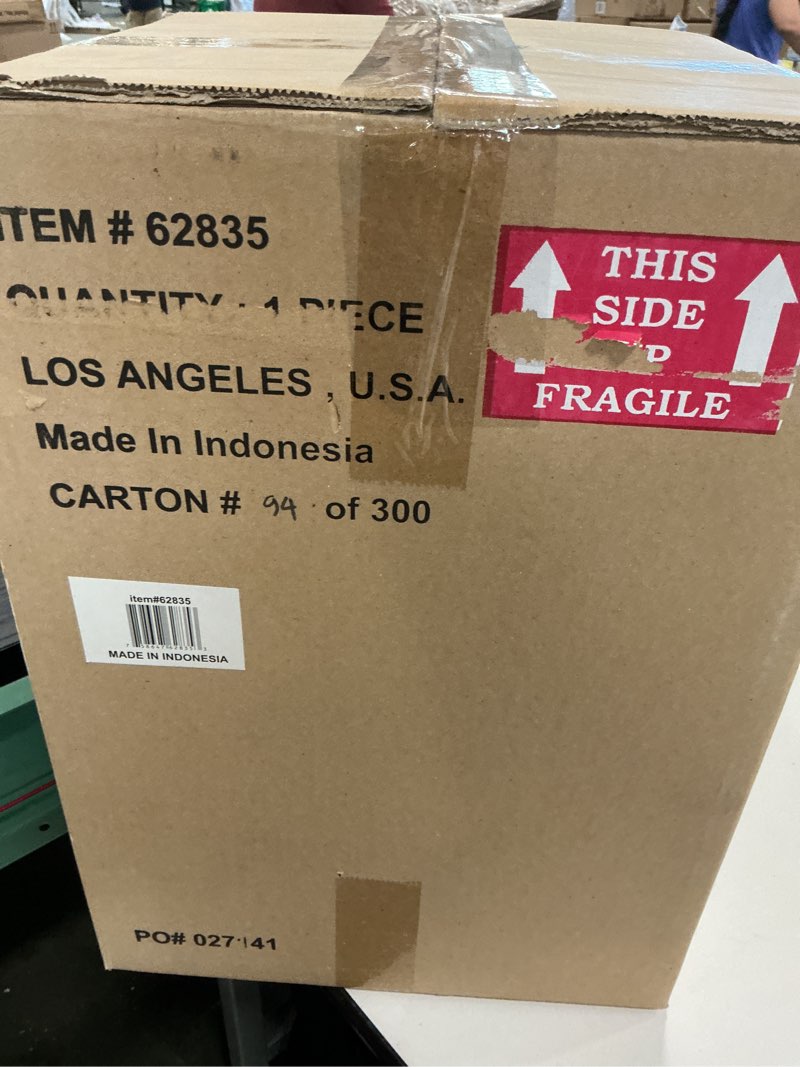 ITEM # 62835
QUANTITY : 1 PIECE
LOS ANGELES , U.S.A.
Made In Indonesia
CARTON # 94 of 300
THIS
SIDE
UP
FRAGILE
item#62835
MADE IN INDONESIA
PO# 027141